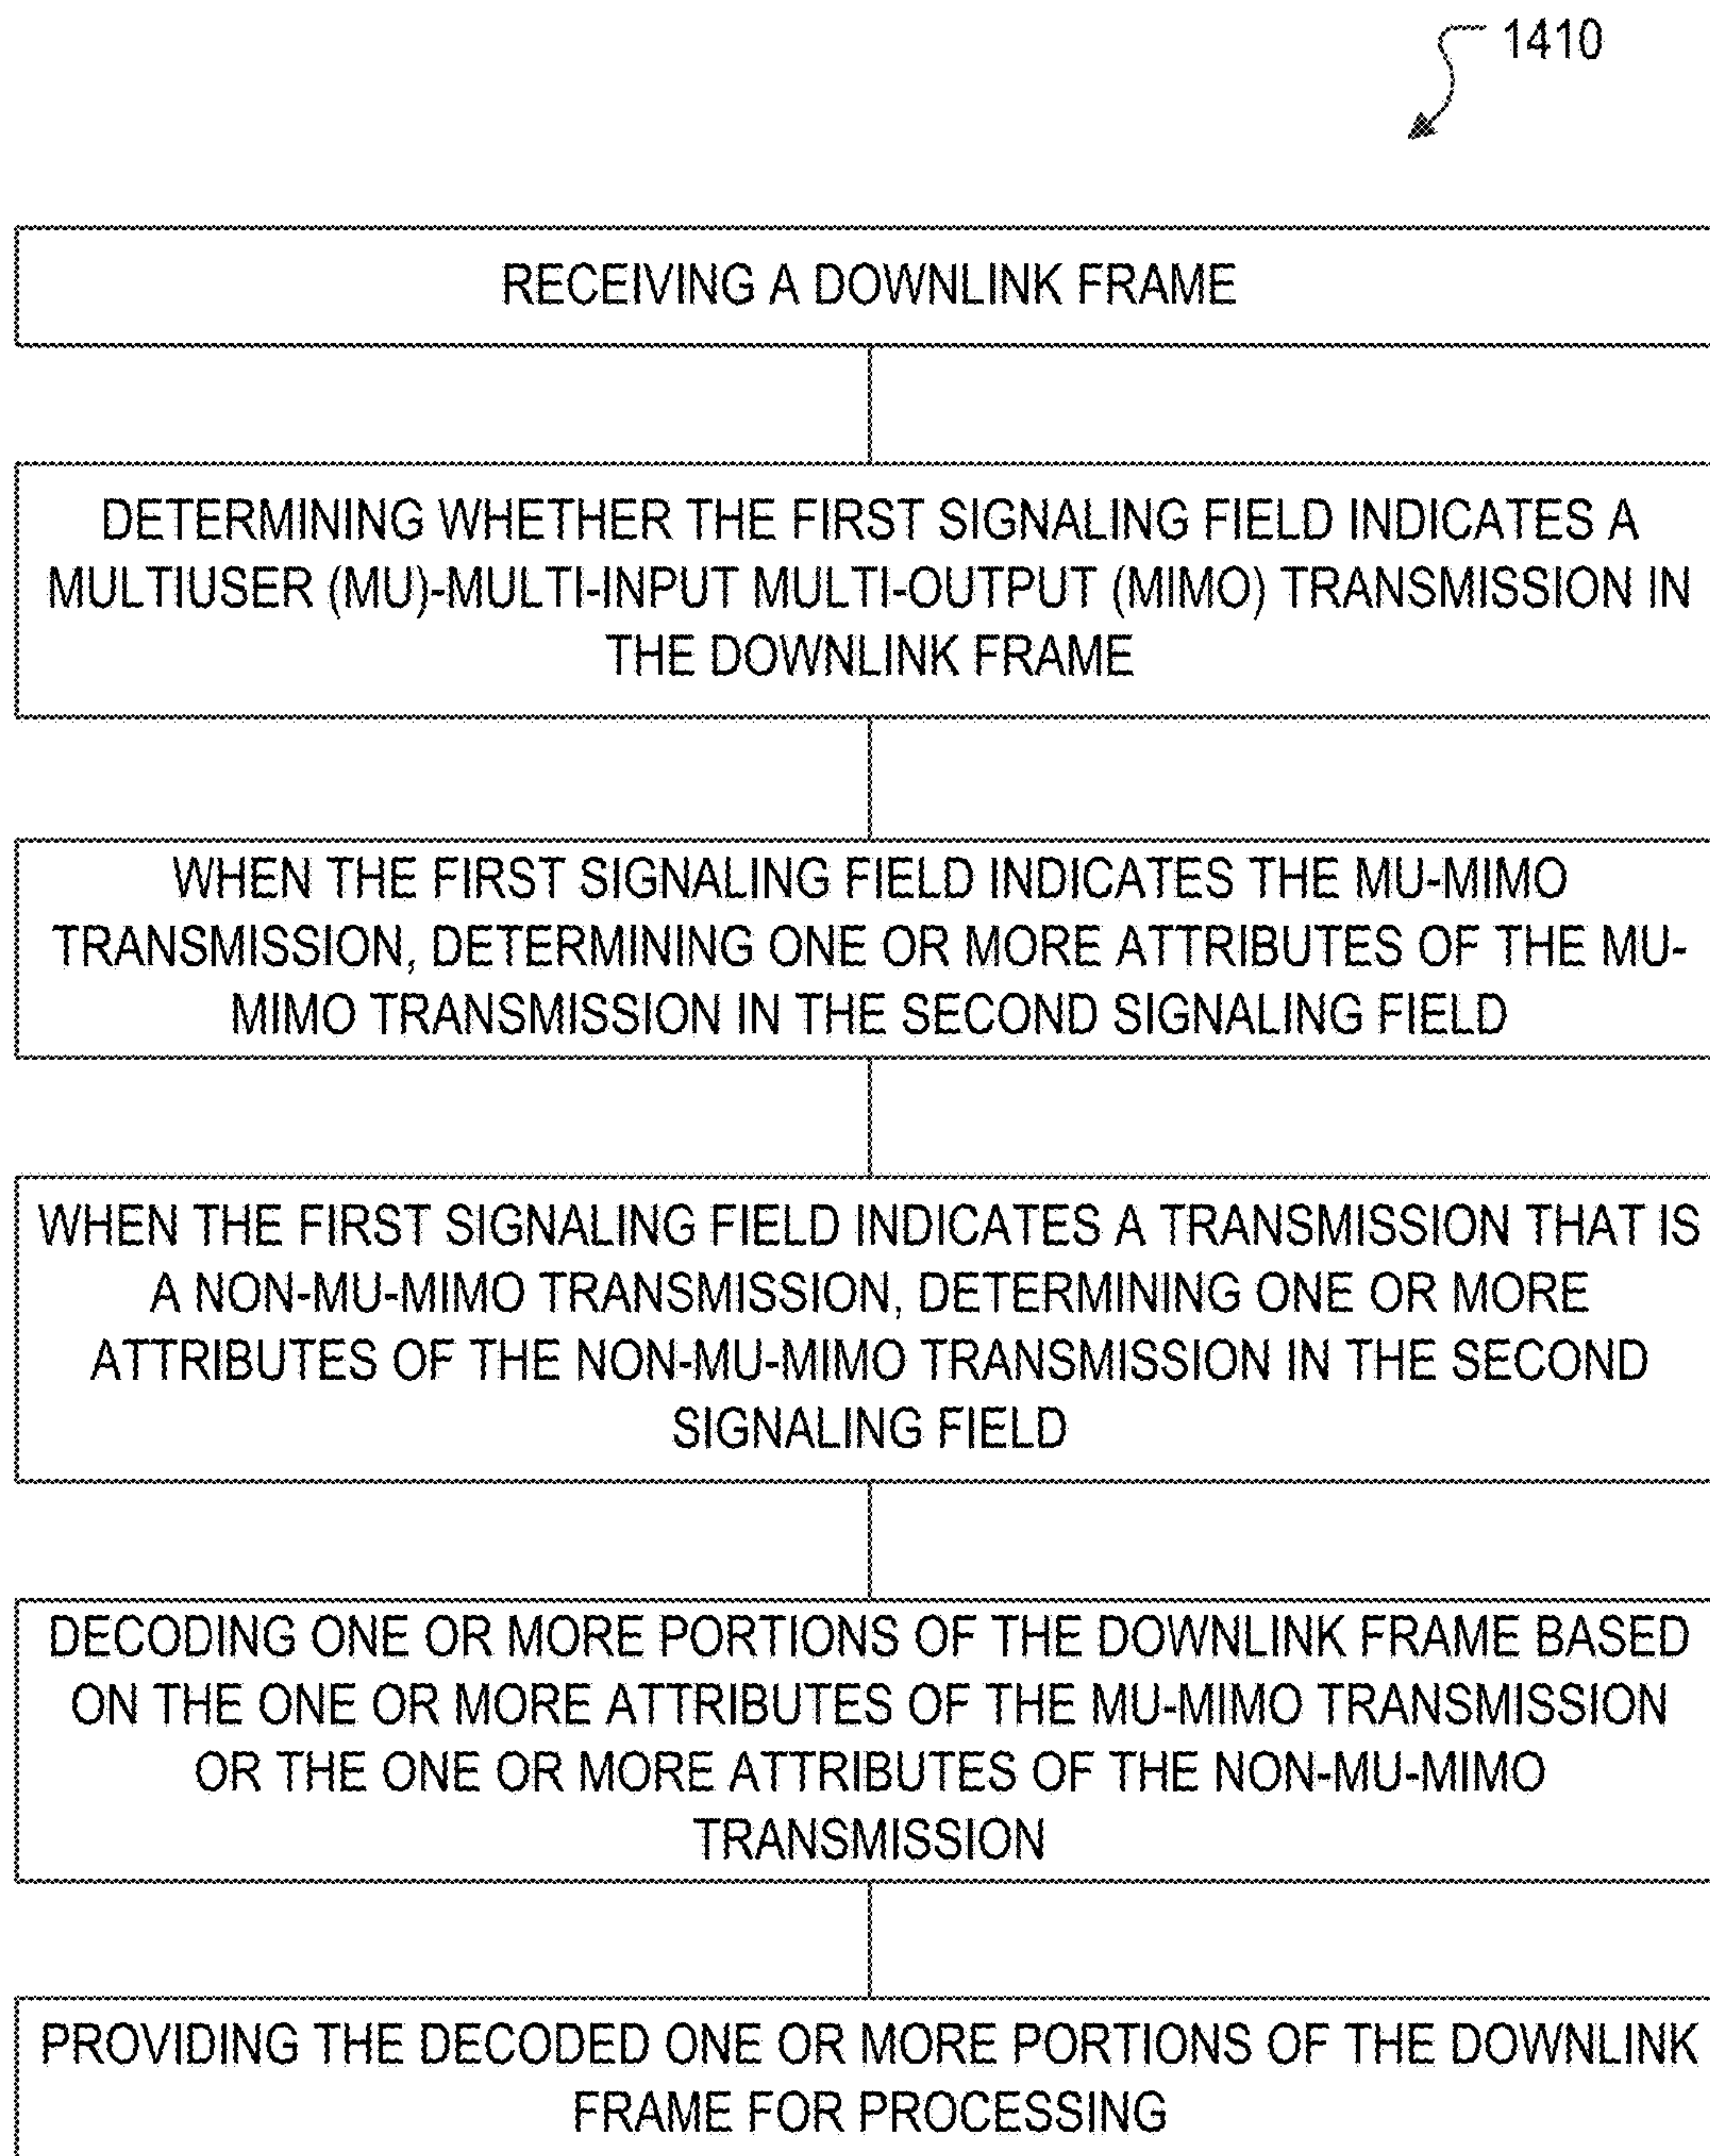 1410
RECEIVING A DOWNLINK FRAME
DETERMINING WHETHER THE FIRST SIGNALING FIELD INDICATES A
MULTIUSER (MU)-MULTI-INPUT MULTI-OUTPUT (MIMO) TRANSMISSION IN
THE DOWNLINK FRAME
WHEN THE FIRST SIGNALING FIELD INDICATES THE MU-MIMO
TRANSMISSION, DETERMINING ONE OR MORE ATTRIBUTES OF THE MU-
MIMO TRANSMISSION IN THE SECOND SIGNALING FIELD
WHEN THE FIRST SIGNALING FIELD INDICATES A TRANSMISSION THAT IS
A NON-MU-MIMO TRANSMISSION, DETERMINING ONE OR MORE
ATTRIBUTES OF THE NON-MU-MIMO TRANSMISSION IN THE SECOND
SIGNALING FIELD
DECODING ONE OR MORE PORTIONS OF THE DOWNLINK FRAME BASED
ON THE ONE OR MORE ATTRIBUTES OF THE MU-MIMO TRANSMISSION
OR THE ONE OR MORE ATTRIBUTES OF THE NON-MU-MIMO
TRANSMISSION
PROVIDING THE DECODED ONE OR MORE PORTIONS OF THE DOWNLINK
FRAME FOR PROCESSING